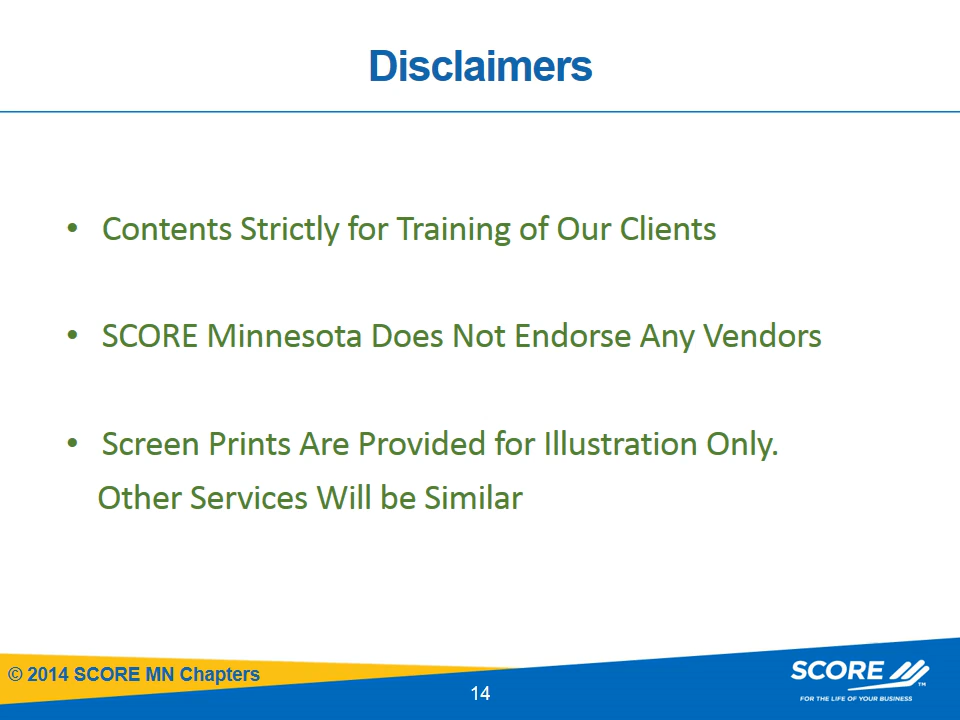 Disclaimers
• Contents Strictly for Training of Our Clients
• SCORE Minnesota Does Not Endorse Any Vendors
• Screen Prints Are Provided for Illustration Only.
Other Services Will be Similar
© 2014 SCORE MN Chapters
14
SCORE ™
FOR THE LIFE OF YOUR BUSINESS